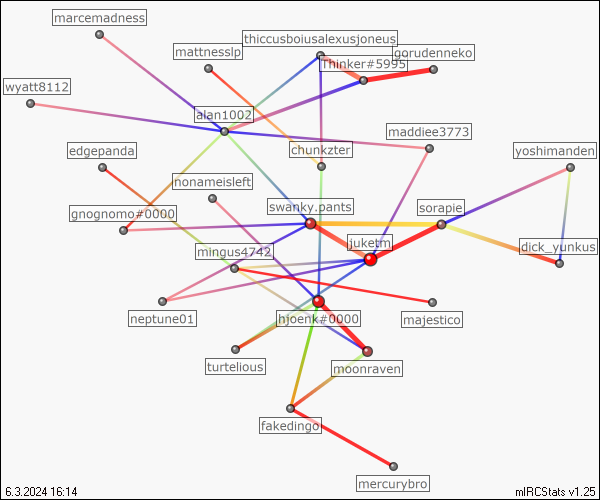 marcemadness
thiccusboiusalexusjoneus
mattnesslp
gorudenneko
Thinker#5995
wyatt8112
alan1002
maddiee3773
edgepanda
chunkzter
yoshimanden
nonameisleft
gnognomo#0000
swanky.pants
sorapie
juketm
mingus4742
dick_yunkus
neptune01
hjoenk#0000
majestico
turtelious
moonraven
fakedingo
mercurybro
6.3.2024 16:14
mIRCStats v1.25